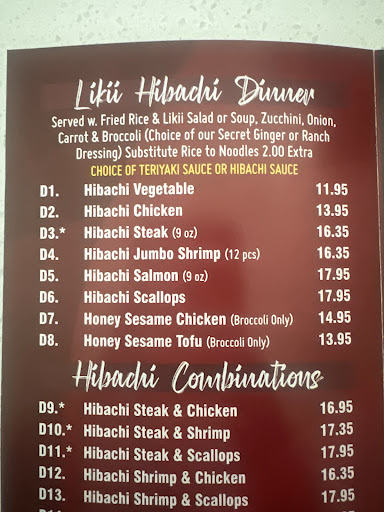 Likii Hibachi Dinner
Served w. Fried Rice & Likii Salad or Soup, Zucchini, Onion,
Carrot & Broccoli (Choice of our Secret Ginger or Ranch
Dressing) Substitute Rice to Noodles 2.00 Extra
CHOICE OF TERIYAKI SAUCE OR HIBACHI SAUCE
D1. Hibachi Vegetable 11.95
D2. Hibachi Chicken 13.95
D3.* Hibachi Steak (9 oz) 16.35
D4. Hibachi Jumbo Shrimp (12 pcs) 16.35
D5. Hibachi Salmon (9 oz) 17.95
D6. Hibachi Scallops 17.95
D7. Honey Sesame Chicken (Broccoli Only) 14.95
D8. Honey Sesame Tofu (Broccoli Only) 13.95
Hibachi Combinations
D9.* Hibachi Steak & Chicken 16.95
D10.* Hibachi Steak & Shrimp 17.35
D11.* Hibachi Steak & Scallops 17.95
D12. Hibachi Shrimp & Chicken 16.35
D13. Hibachi Shrimp & Scallops 17.95